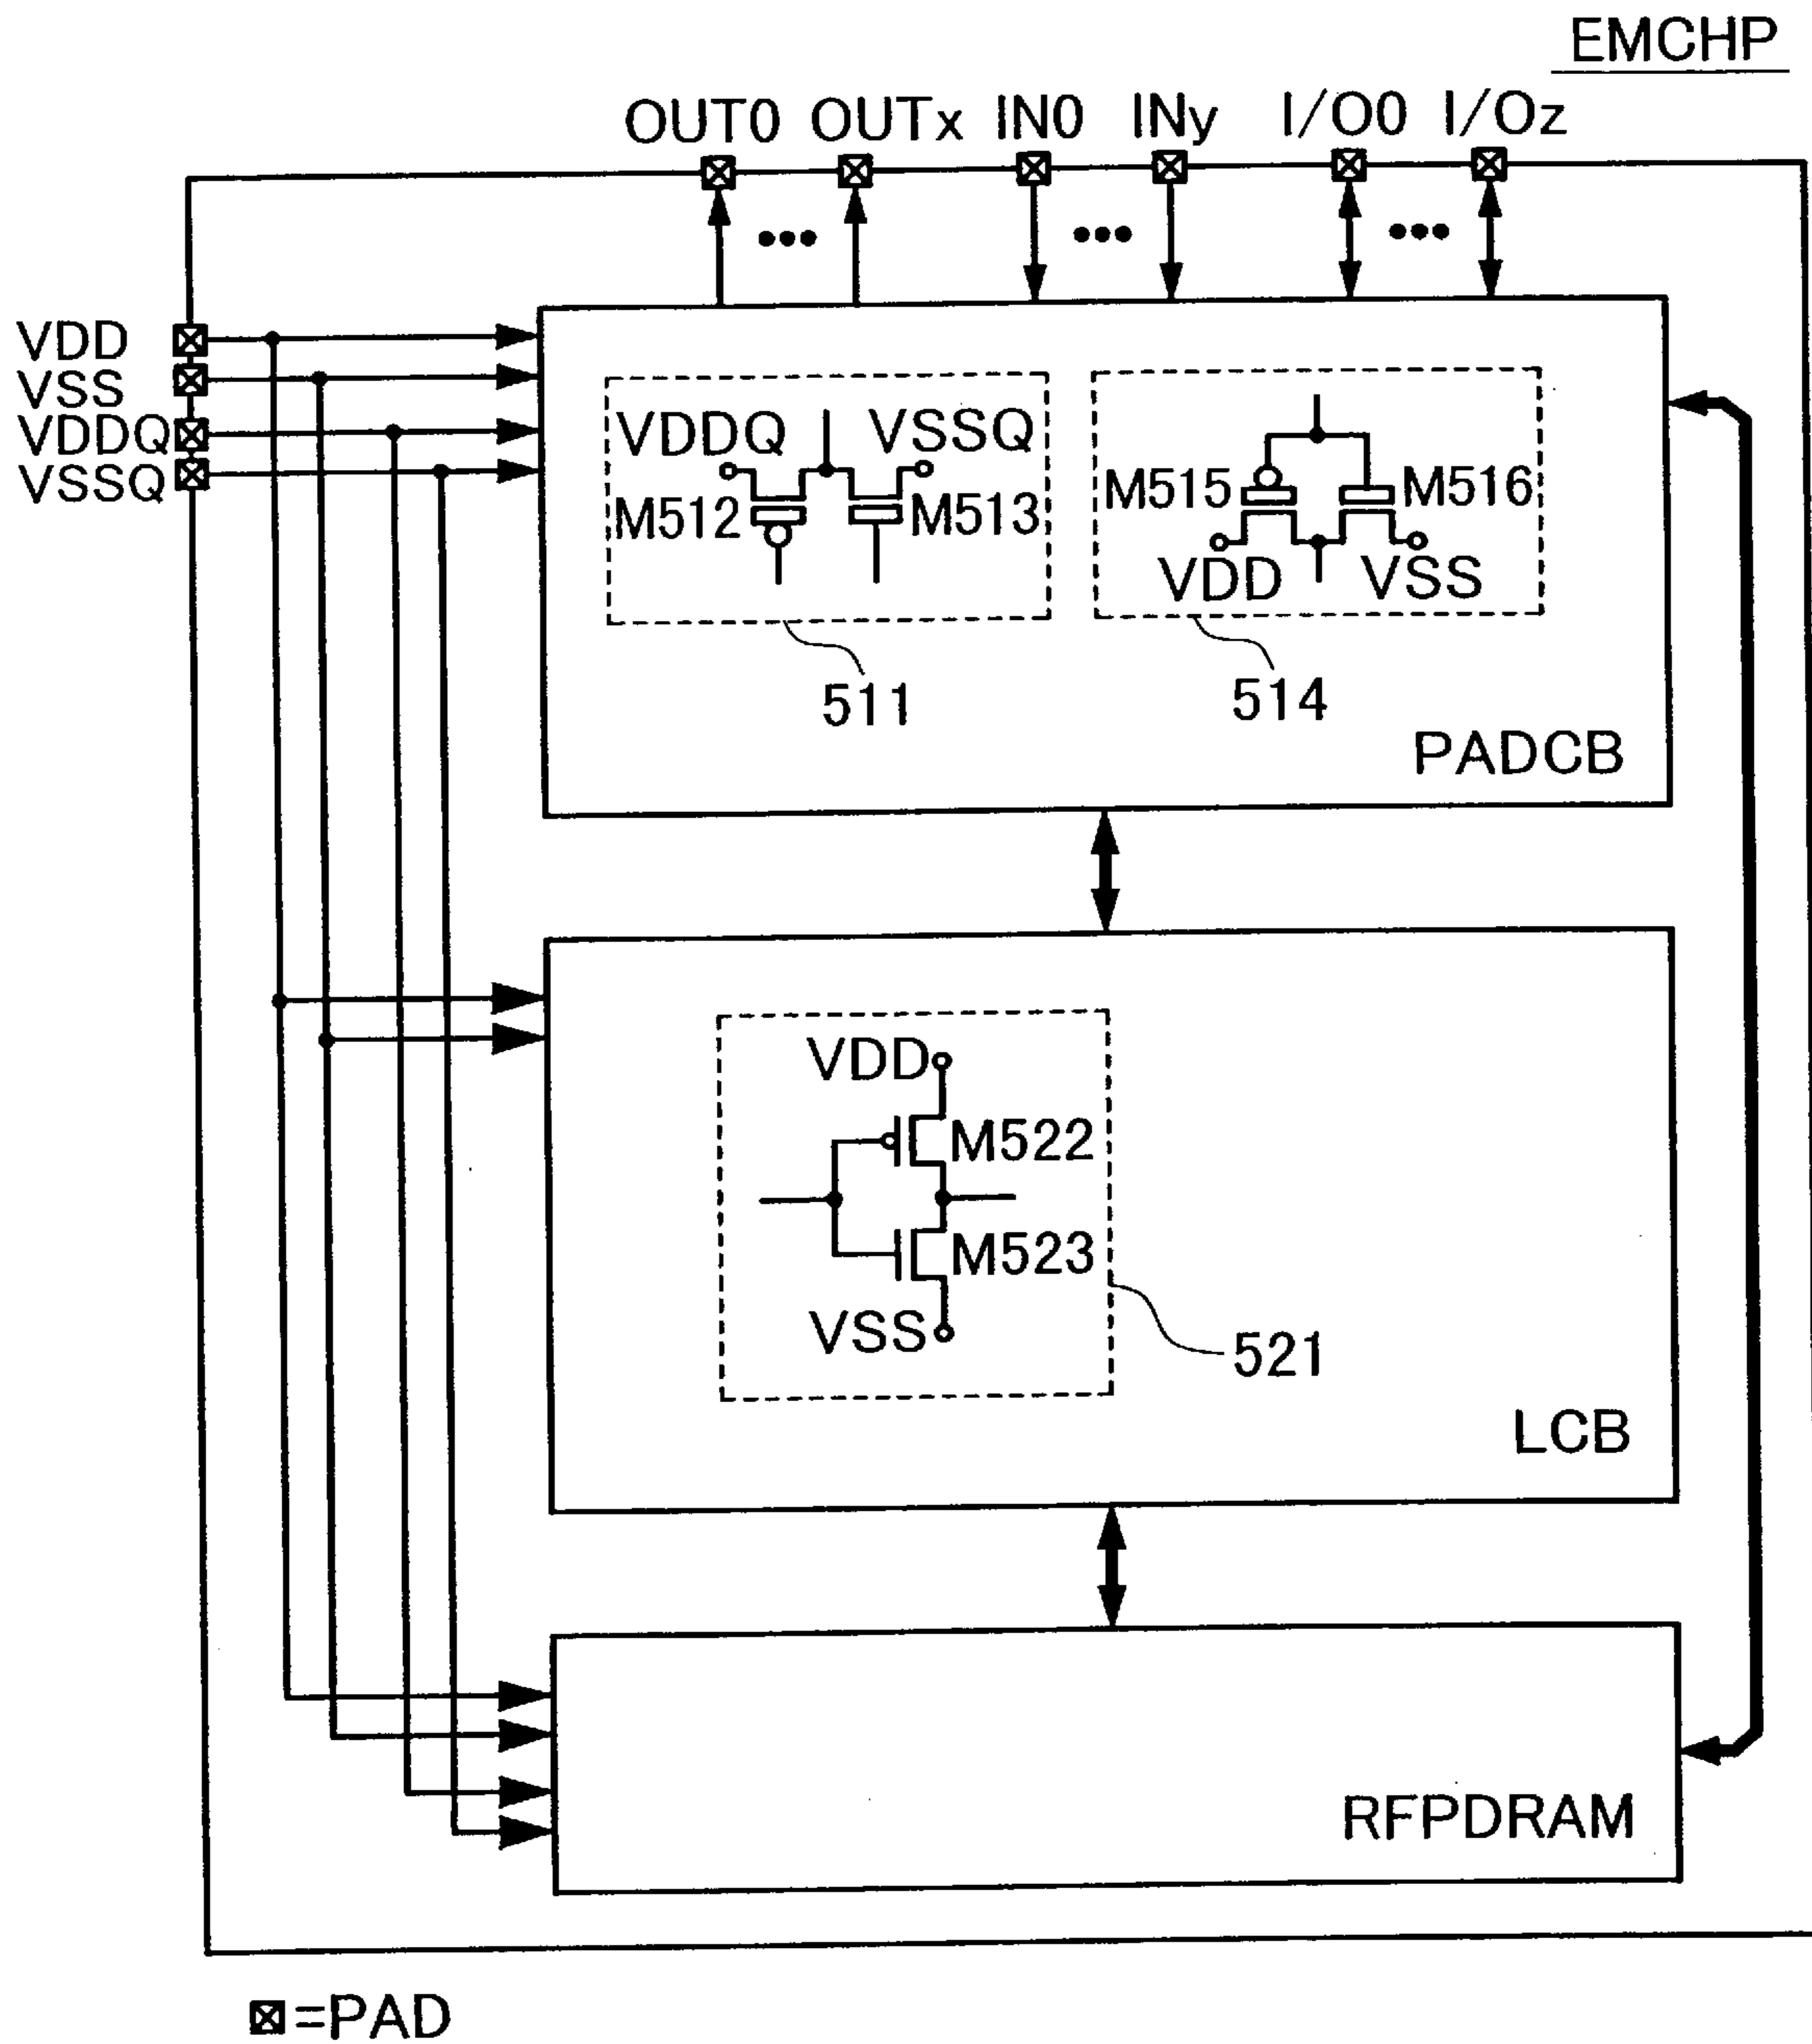 EMCHP
OUT0 OUTx IN0 INy I/O0 I/Oz
VDD
VSS
VDDQ
VSSQ
VDDQ VSSQ
M512 M513
M515 M516
VDD VSS
511
514
PADCB
VDD
M522
M523
VSS
521
LCB
RFPDRAM
=PAD